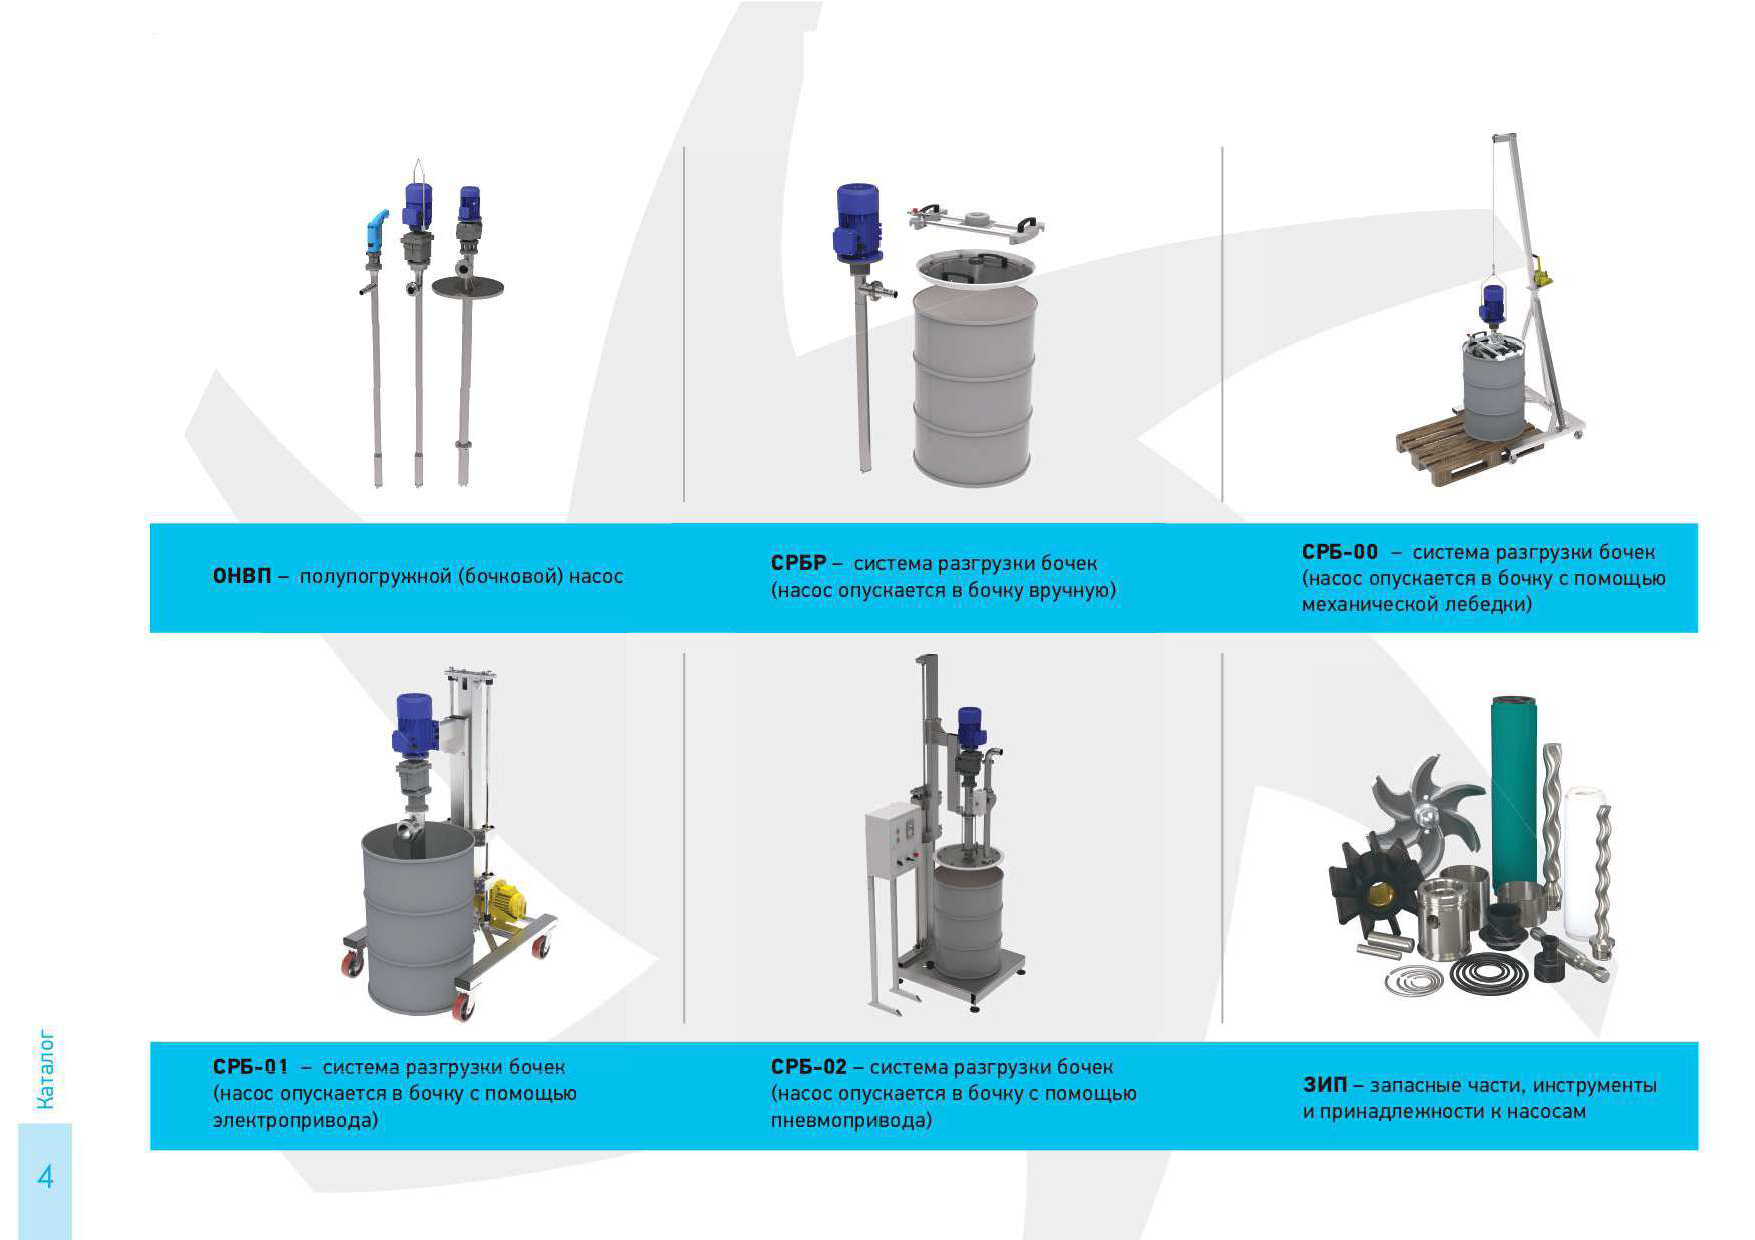 ОНВП – полупогружной (бочковой) насос
СРБР – система разгрузки бочек
(насос опускается в бочку вручную)
СРБ-00 – система разгрузки бочек
(насос опускается в бочку с помощью
механической лебедки)
СРБ-01 – система разгрузки бочек
(насос опускается в бочку с помощью
электропривода)
СРБ-02 – система разгрузки бочек
(насос опускается в бочку с помощью
пневмопривода)
ЗИП – запасные части, инструменты
и принадлежности к насосам
Каталог
4